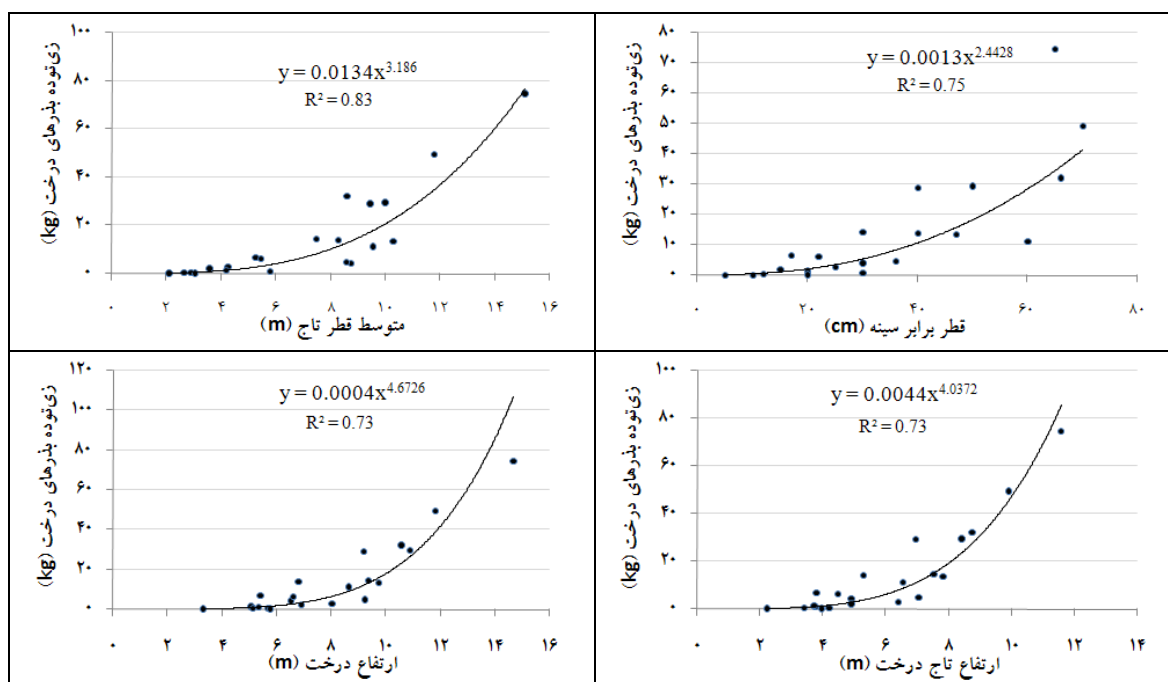 زی‌توده بذرهای درخت (kg)
۱۰۰
۸۰
۶۰
۴۰
۲۰
۰
y = 0.0134x^3.186
R² = 0.83
۰ ۲ ۴ ۶ ۸ ۱۰ ۱۲ ۱۴ ۱۶
متوسط قطر تاج (m)
زی‌توده بذرهای درخت (kg)
۸۰
۷۰
۶۰
۵۰
۴۰
۳۰
۲۰
۱۰
۰
y = 0.0013x^2.4428
R² = 0.75
۰ ۲۰ ۴۰ ۶۰ ۸۰
قطر برابر سینه (cm)
زی‌توده بذرهای درخت (kg)
۱۲۰
۱۰۰
۸۰
۶۰
۴۰
۲۰
۰
y = 0.0004x^4.6726
R² = 0.73
۰ ۲ ۴ ۶ ۸ ۱۰ ۱۲ ۱۴ ۱۶
ارتفاع درخت (m)
زی‌توده بذرهای درخت (kg)
۱۰۰
۸۰
۶۰
۴۰
۲۰
۰
y = 0.0044x^4.0372
R² = 0.73
۰ ۲ ۴ ۶ ۸ ۱۰ ۱۲ ۱۴
ارتفاع تاج درخت (m)